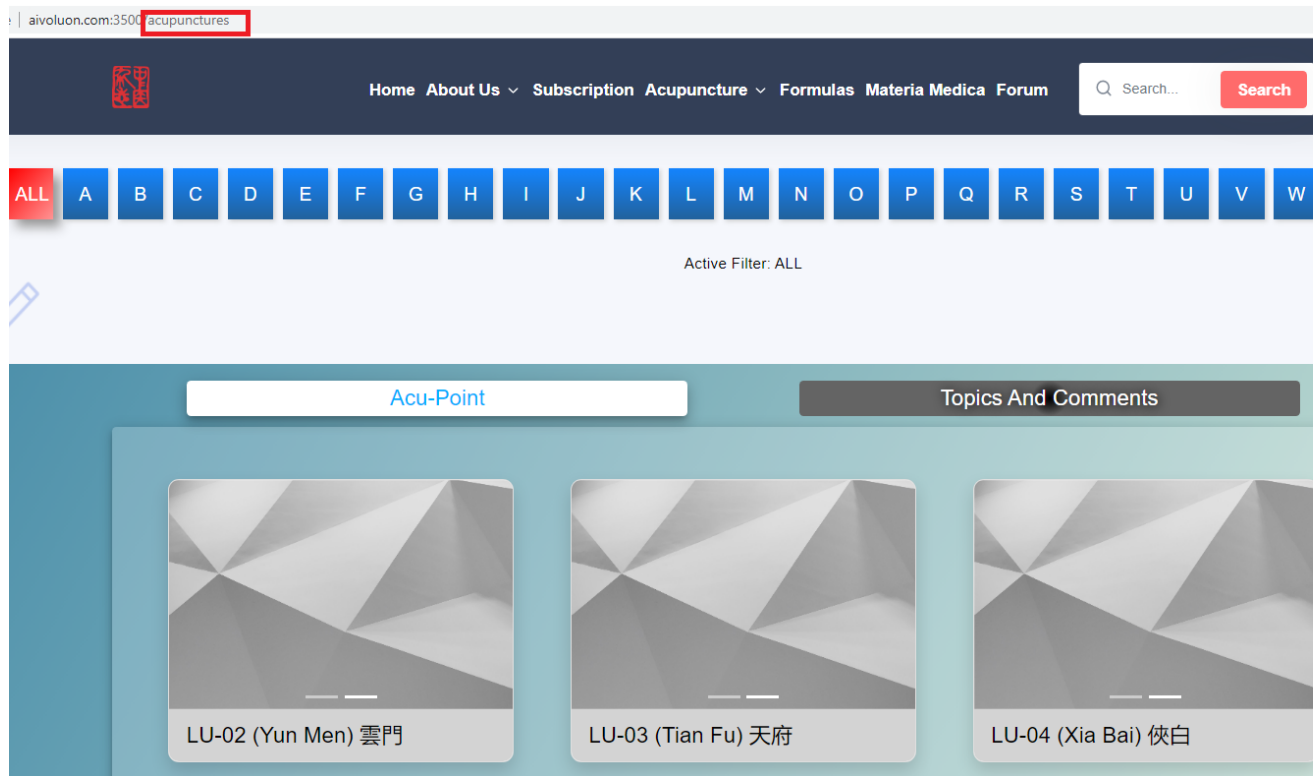 aivoluon.com:3500/acupunctures
Home About Us Subscription Acupuncture Formulas Materia Medica Forum Search... Search
ALL A B C D E F G H I J K L M N O P Q R S T U V W
Active Filter: ALL
Acu-Point Topics And Comments
LU-02 (Yun Men) 雲門 LU-03 (Tian Fu) 天府 LU-04 (Xia Bai) 俠白